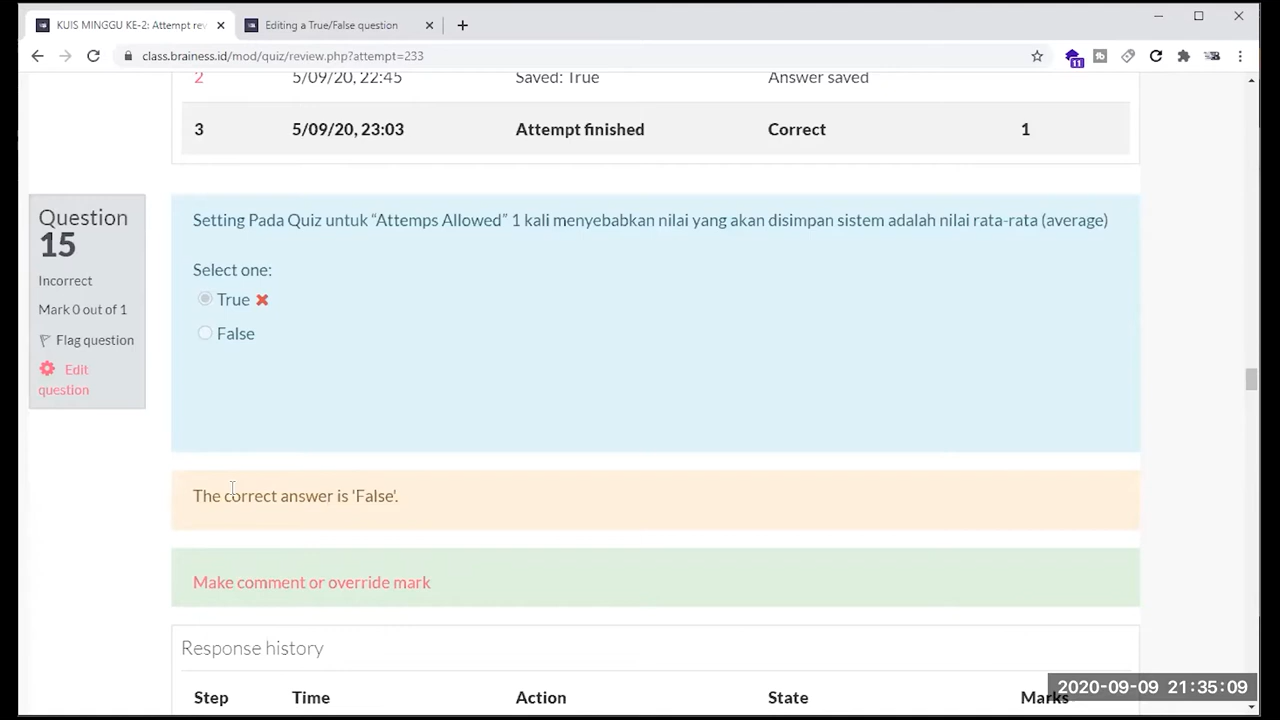 KUIS MINGGU KE-2: Attempt rev
Editing a True/False question
class.brainess.id/mod/quiz/review.php?attempt=233
11
2 5/09/20, 22:45 Saved: True Answer saved
3 5/09/20, 23:03 Attempt finished Correct 1
Question
15
Incorrect
Mark 0 out of 1
Flag question
Edit
question
Setting Pada Quiz untuk “Attemps Allowed” 1 kali menyebabkan nilai yang akan disimpan sistem adalah nilai rata-rata (average)
Select one:
True
False
The correct answer is 'False'.
Make comment or override mark
Response history
Step Time Action State Marks
2020-09-09 21:35:09